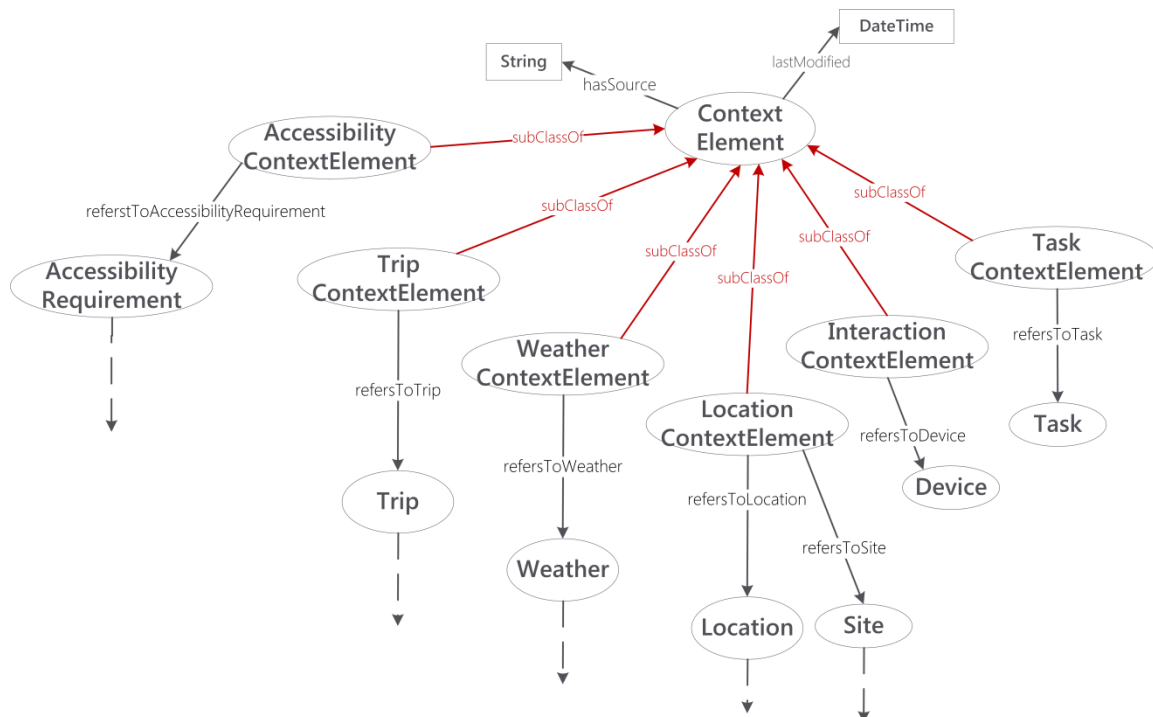 DateTime
String
lastModified
hasSource
Context
Element
Accessibility
ContextElement
subClassOf
subClassOf
subClassOf
subClassOf
subClassOf
subClassOf
referstToAccessibilityRequirement
Accessibility
Requirement
Trip
ContextElement
Task
ContextElement
Weather
ContextElement
Interaction
ContextElement
refersToTask
refersToTrip
Location
ContextElement
Task
refersToDevice
refersToWeather
Trip
Device
refersToLocation
refersToSite
Weather
Location
Site